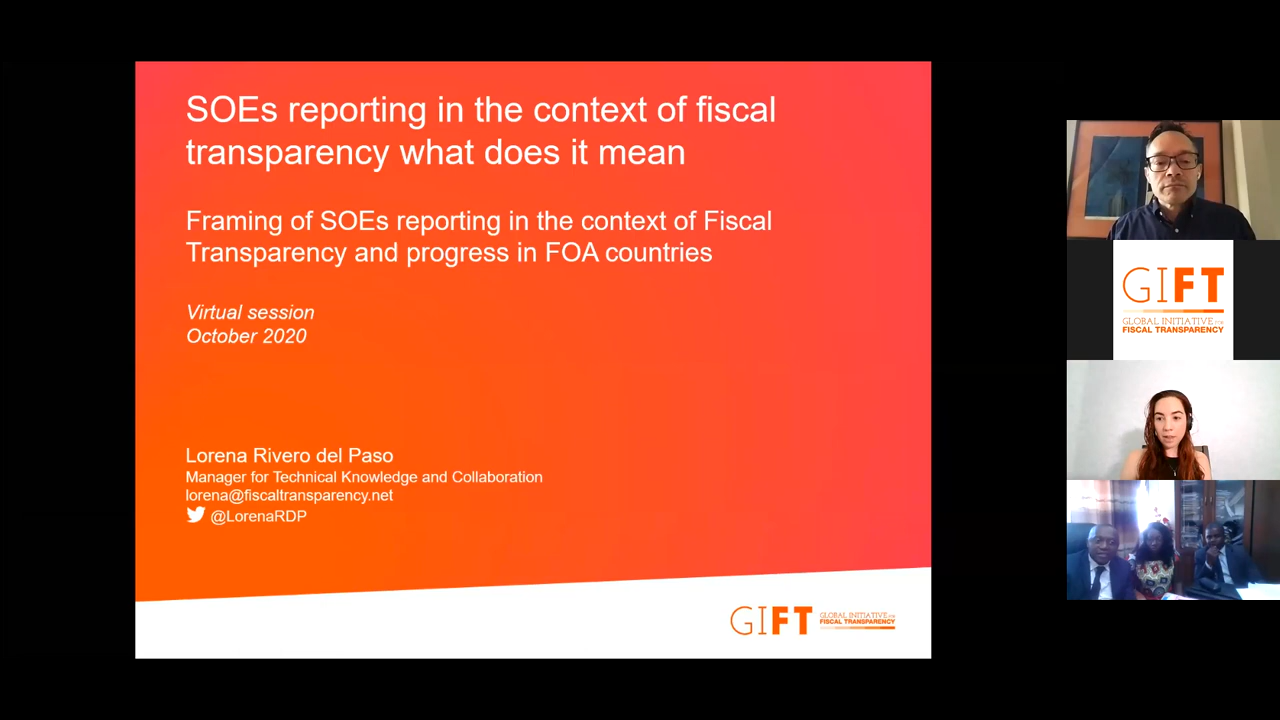 SOEs reporting in the context of fiscal
transparency what does it mean
Framing of SOEs reporting in the context of Fiscal
Transparency and progress in FOA countries
Virtual session
October 2020
Lorena Rivero del Paso
Manager for Technical Knowledge and Collaboration
lorena@fiscaltransparency.net
@LorenaRDP
GIFT
GLOBAL INITIATIVE FOR
FISCAL TRANSPARENCY
GIFT
GLOBAL INITIATIVE FOR
FISCAL TRANSPARENCY